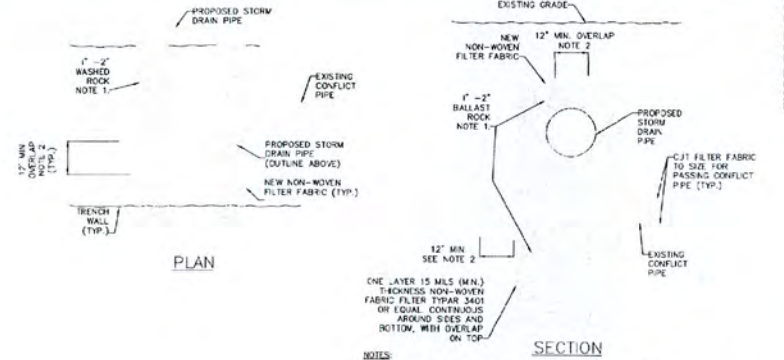 PROPOSED STORM
DRAIN PIPE
1" -2"
WASHED
ROCK
NOTE 1.
EXISTING
CONFLICT
PIPE
12" MIN
OVERLAP
NOTE 2
(TYP.)
PROPOSED STORM
DRAIN PIPE
(OUTLINE ABOVE)
NEW NON-WOVEN
FILTER FABRIC (TYP.)
TRENCH
WALL
(TYP.)
PLAN
EXISTING GRADE
NEW
NON-WOVEN
FILTER FABRIC
12" MIN. OVERLAP
NOTE 2
1" -2"
BALLAST
ROCK
NOTE 1.
PROPOSED
STORM
DRAIN
PIPE
CUT FILTER FABRIC
TO SIZE FOR
PASSING CONFLICT
PIPE (TYP.)
12" MIN
SEE NOTE 2
EXISTING
CONFLICT
PIPE
ONE LAYER 15 MILS (MIN.)
THICKNESS NON-WOVEN
FABRIC FILTER TYPAR 3401
OR EQUAL CONTINUOUS
AROUND SIDES AND
BOTTOM, WITH OVERLAP
ON TOP
SECTION
NOTES: